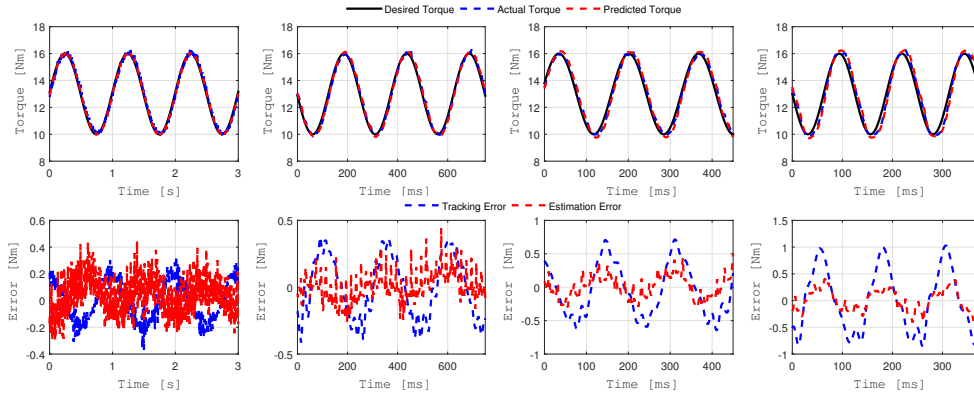 Desired Torque Actual Torque Predicted Torque
18 16 14 12 10 8
Torque [Nm]
0 1 2 3
Time [s]
18 16 14 12 10 8
Torque [Nm]
0 200 400 600
Time [ms]
18 16 14 12 10 8
Torque [Nm]
0 100 200 300 400
Time [ms]
18 16 14 12 10 8
Torque [Nm]
0 100 200 300
Time [ms]
Tracking Error Estimation Error
0.6 0.4 0.2 0 -0.2 -0.4
Error [Nm]
0 1 2 3
Time [s]
0.5 0 -0.5
Error [Nm]
0 200 400 600
Time [ms]
1 0.5 0 -0.5 -1
Error [Nm]
0 100 200 300 400
Time [ms]
1.5 1 0.5 0 -0.5 -1
Error [Nm]
0 100 200 300
Time [ms]